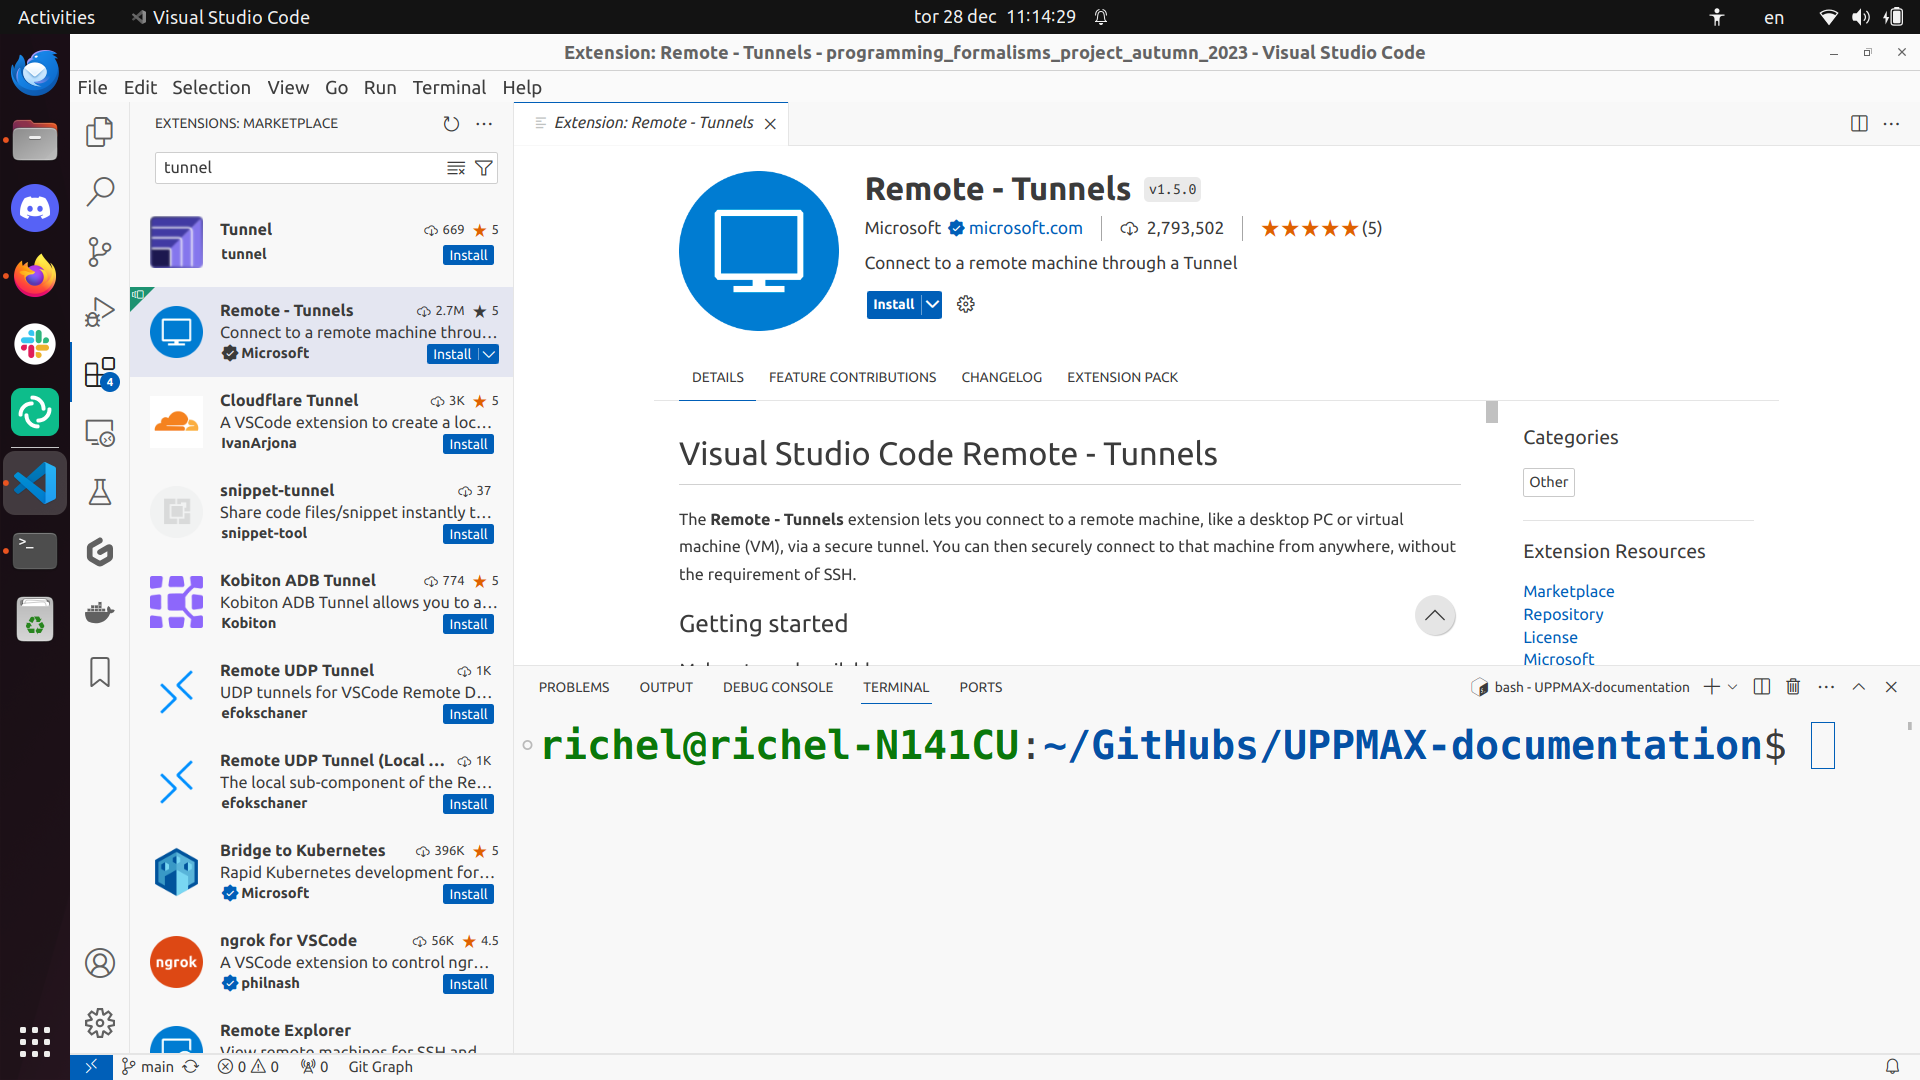 Activities
Visual Studio Code
tor 28 dec 11:14:29
en
Extension: Remote - Tunnels - programming_formalisms_project_autumn_2023 - Visual Studio Code
File Edit Selection View Go Run Terminal Help
EXTENSIONS: MARKETPLACE
tunnel
Tunnel 669 5
tunnel Install
Remote - Tunnels 2.7M 5
Connect to a remote machine throu...
Microsoft Install
Cloudflare Tunnel 3K 5
A VSCode extension to create a loc...
IvanArjona Install
snippet-tunnel 37
Share code files/snippet instantly t...
snippet-tool Install
Kobiton ADB Tunnel 774 5
Kobiton ADB Tunnel allows you to a...
Kobiton Install
Remote UDP Tunnel 1K
UDP tunnels for VSCode Remote D...
efokschaner Install
Remote UDP Tunnel (Local ... 1K
The local sub-component of the Re...
efokschaner Install
Bridge to Kubernetes 396K 5
Rapid Kubernetes development for...
Microsoft Install
ngrok
ngrok for VSCode 56K 4.5
A VSCode extension to control ngr...
philnash Install
Remote Explorer
View remote machines for SSH and
4
Extension: Remote - Tunnels
Remote - Tunnels v1.5.0
Microsoft microsoft.com 2,793,502 (5)
Connect to a remote machine through a Tunnel
Install
DETAILS FEATURE CONTRIBUTIONS CHANGELOG EXTENSION PACK
Visual Studio Code Remote - Tunnels
The Remote - Tunnels extension lets you connect to a remote machine, like a desktop PC or virtual
machine (VM), via a secure tunnel. You can then securely connect to that machine from anywhere, without
the requirement of SSH.
Getting started
Categories
Other
Extension Resources
Marketplace
Repository
License
Microsoft
PROBLEMS OUTPUT DEBUG CONSOLE TERMINAL PORTS
bash - UPPMAX-documentation
richel@richel-N141CU:~/GitHubs/UPPMAX-documentation$
main 0 0 0 Git Graph